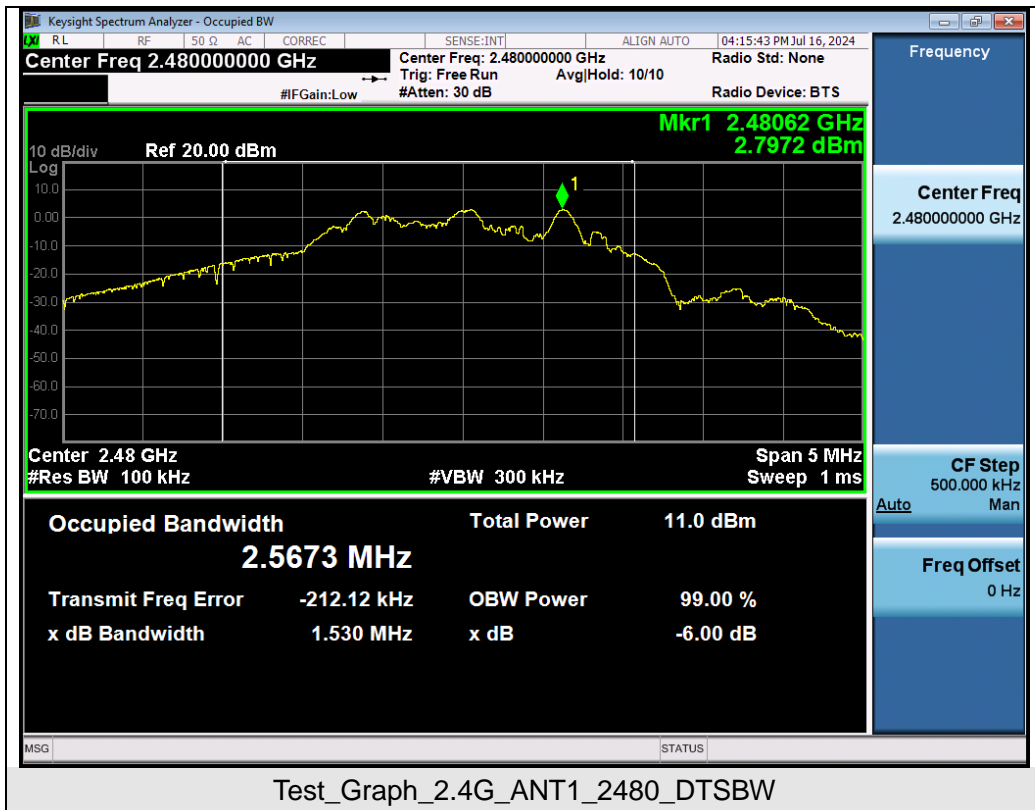 Keysight Spectrum Analyzer - Occupied BW
LXI RL RF 50 Ω AC CORREC SENSE:INT ALIGN AUTO 04:15:43 PM Jul 16, 2024
Center Freq 2.480000000 GHz
Center Freq: 2.480000000 GHz
Radio Std: None
Trig: Free Run Avg|Hold: 10/10
#IFGain:Low #Atten: 30 dB
Radio Device: BTS
Frequency
Mkr1 2.48062 GHz
2.7972 dBm
10 dB/div Ref 20.00 dBm
Log
10.0
1
0.00
-10.0
-20.0
-30.0
-40.0
-50.0
-60.0
-70.0
Center 2.48 GHz Span 5 MHz
#Res BW 100 kHz #VBW 300 kHz Sweep 1 ms
Center Freq
2.480000000 GHz
CF Step
500.000 kHz
Auto Man
Freq Offset
0 Hz
Occupied Bandwidth Total Power 11.0 dBm
2.5673 MHz
Transmit Freq Error -212.12 kHz OBW Power 99.00 %
x dB Bandwidth 1.530 MHz x dB -6.00 dB
MSG STATUS
Test_Graph_2.4G_ANT1_2480_DTSBW